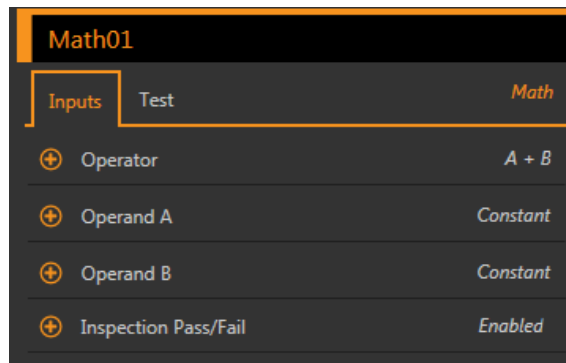 Math01
Inputs Test Math
Operator A + B
Operand A Constant
Operand B Constant
Inspection Pass/Fail Enabled